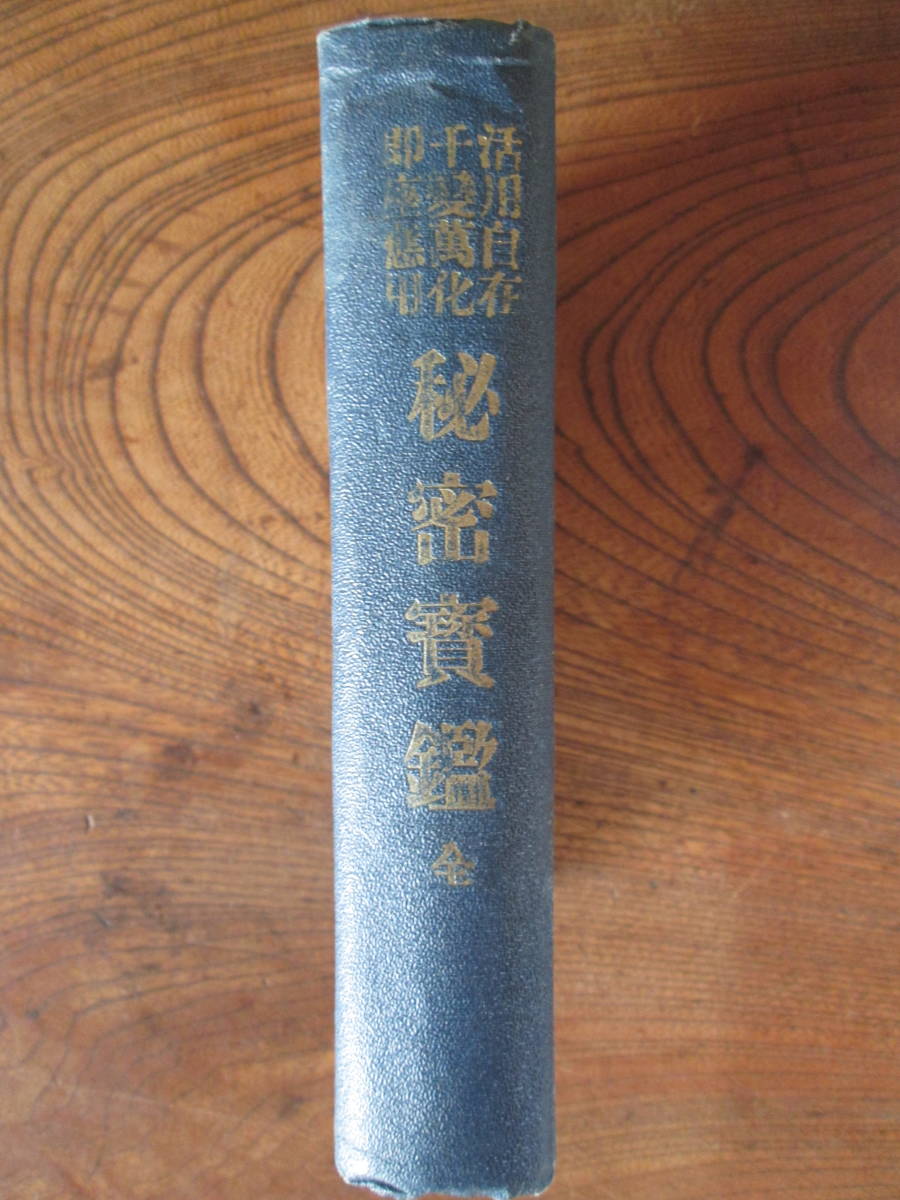 活用自在
千變萬化
即座應用
秘密寶鑑
全